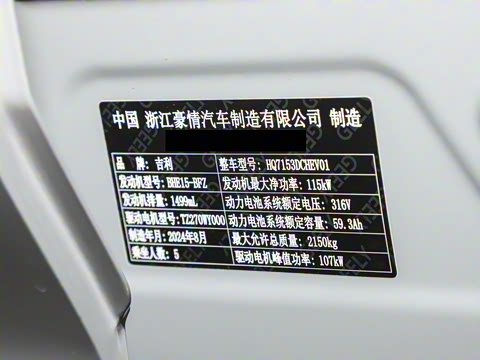 中国 浙江豪情汽车制造有限公司 制造
品 牌: 吉利 整车型号: HQ7153DCHEV01
发动机型号: BHE15-BFZ 发动机最大净功率: 115kW
发动机排量: 1499mL 动力电池系统额定电压: 316V
驱动电机型号: TZ270WY000 动力电池系统额定容量: 59.3Ah
制造年月: 2024年8月 最大允许总质量: 2150kg
乘坐人数: 5 驱动电机峰值功率: 107kW